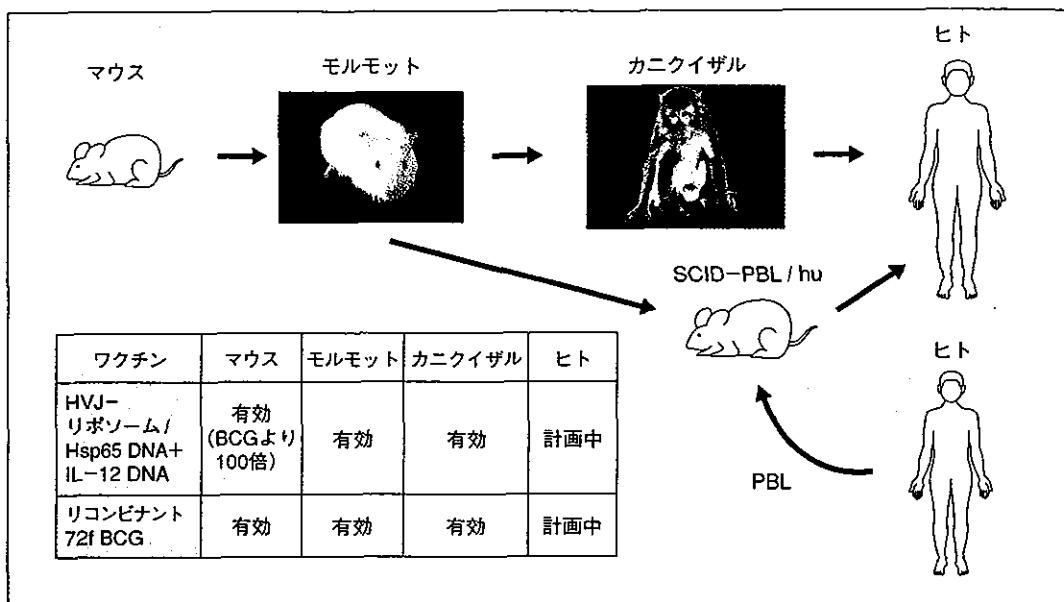 マウス
モルモット
カニクイザル
ヒト
SCID-PBL / hu
ヒト
PBL
ワクチン マウス モルモット カニクイザル ヒト
HVJ-
リポソーム /
Hsp65 DNA+
IL-12 DNA
有効
(BCGより
100倍)
有効 有効 計画中
リコンビナント
72f BCG
有効 有効 有効 計画中